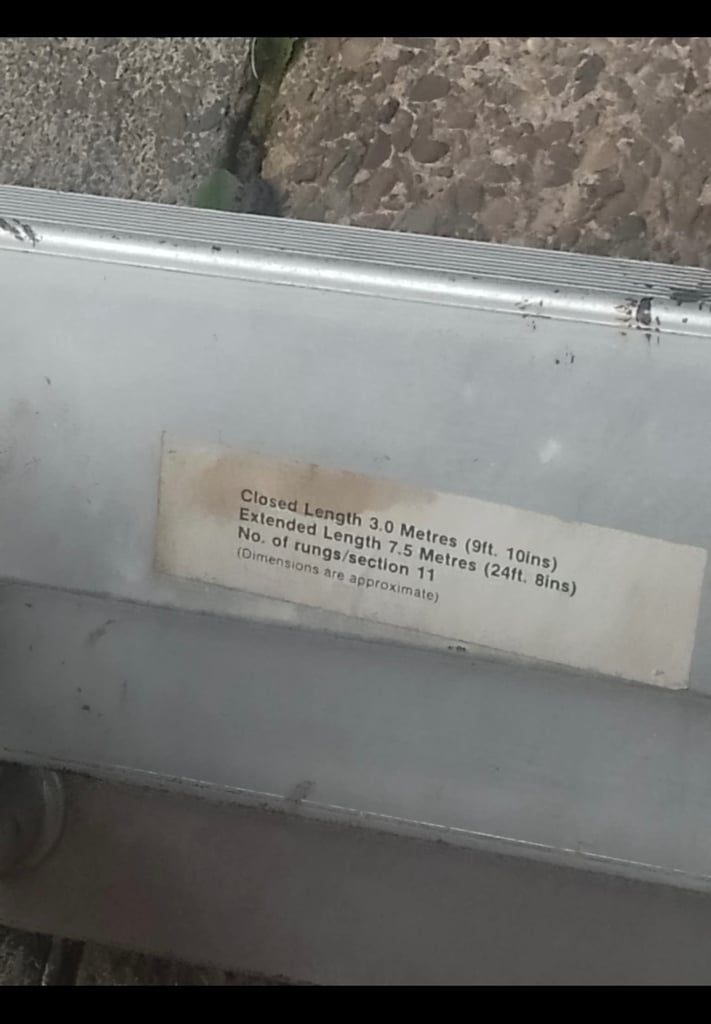 Closed Length 3.0 Metres (9ft. 10ins)
Extended Length 7.5 Metres (24ft. 8ins)
No. of rungs/section 11
(Dimensions are approximate)